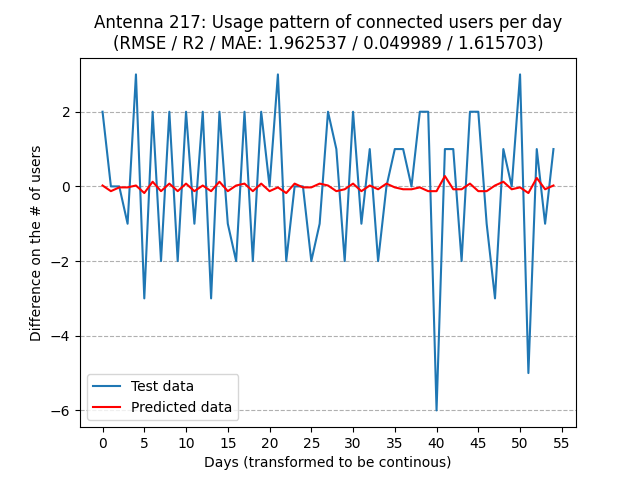 Antenna 217: Usage pattern of connected users per day
(RMSE / R2 / MAE: 1.962537 / 0.049989 / 1.615703)
Difference on the # of users
2
0
−2
−4
−6
Test data
Predicted data
0 5 10 15 20 25 30 35 40 45 50 55
Days (transformed to be continous)